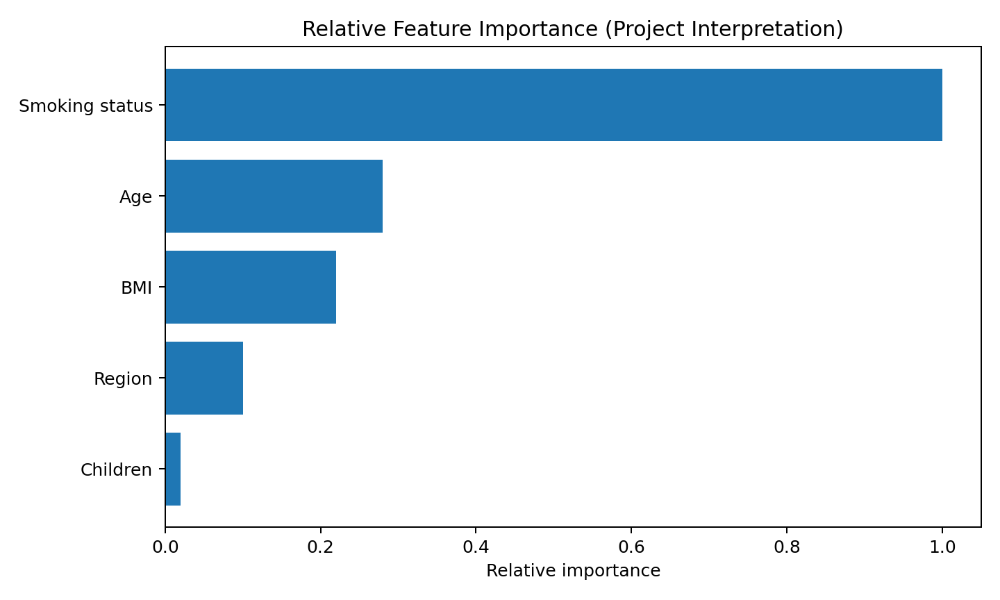 Relative Feature Importance (Project Interpretation)
Smoking status
Age
BMI
Region
Children
0.0 0.2 0.4 0.6 0.8 1.0
Relative importance